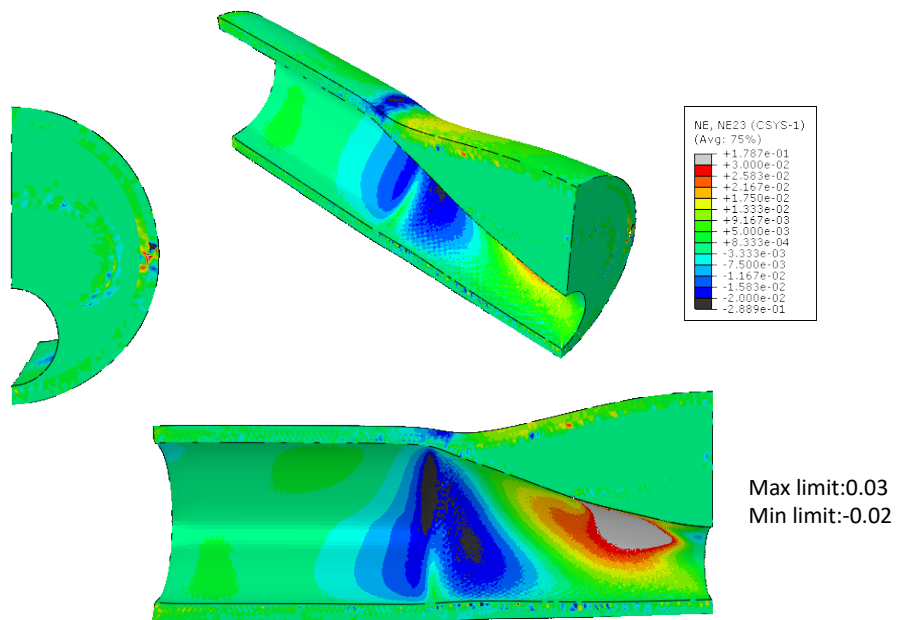 NE, NE23 (CSYS-1)
(Avg: 75%)
+1.787e-01
+3.000e-02
+2.583e-02
+2.167e-02
+1.750e-02
+1.333e-02
+9.167e-03
+5.000e-03
+8.333e-04
-3.333e-03
-7.500e-03
-1.167e-02
-1.583e-02
-2.000e-02
-2.889e-01
Max limit:0.03
Min limit:-0.02